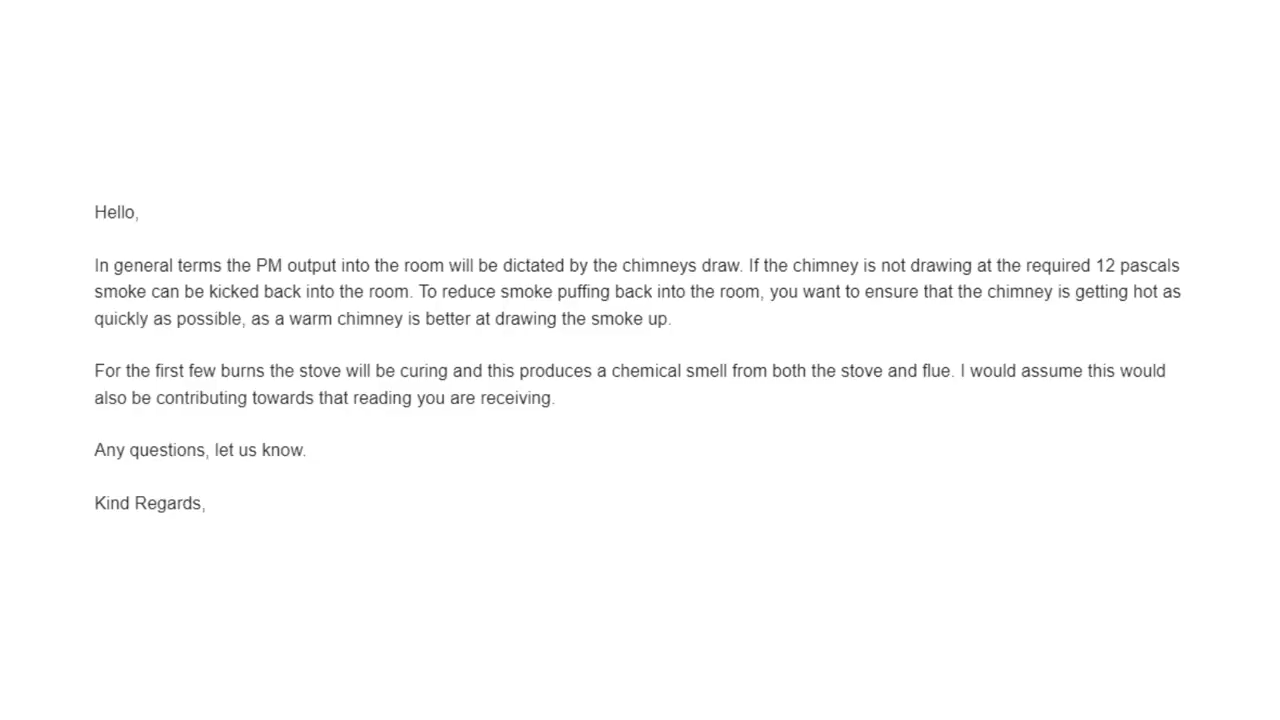 Hello,
In general terms the PM output into the room will be dictated by the chimneys draw. If the chimney is not drawing at the required 12 pascals
smoke can be kicked back into the room. To reduce smoke puffing back into the room, you want to ensure that the chimney is getting hot as
quickly as possible, as a warm chimney is better at drawing the smoke up.
For the first few burns the stove will be curing and this produces a chemical smell from both the stove and flue. I would assume this would
also be contributing towards that reading you are receiving.
Any questions, let us know.
Kind Regards,